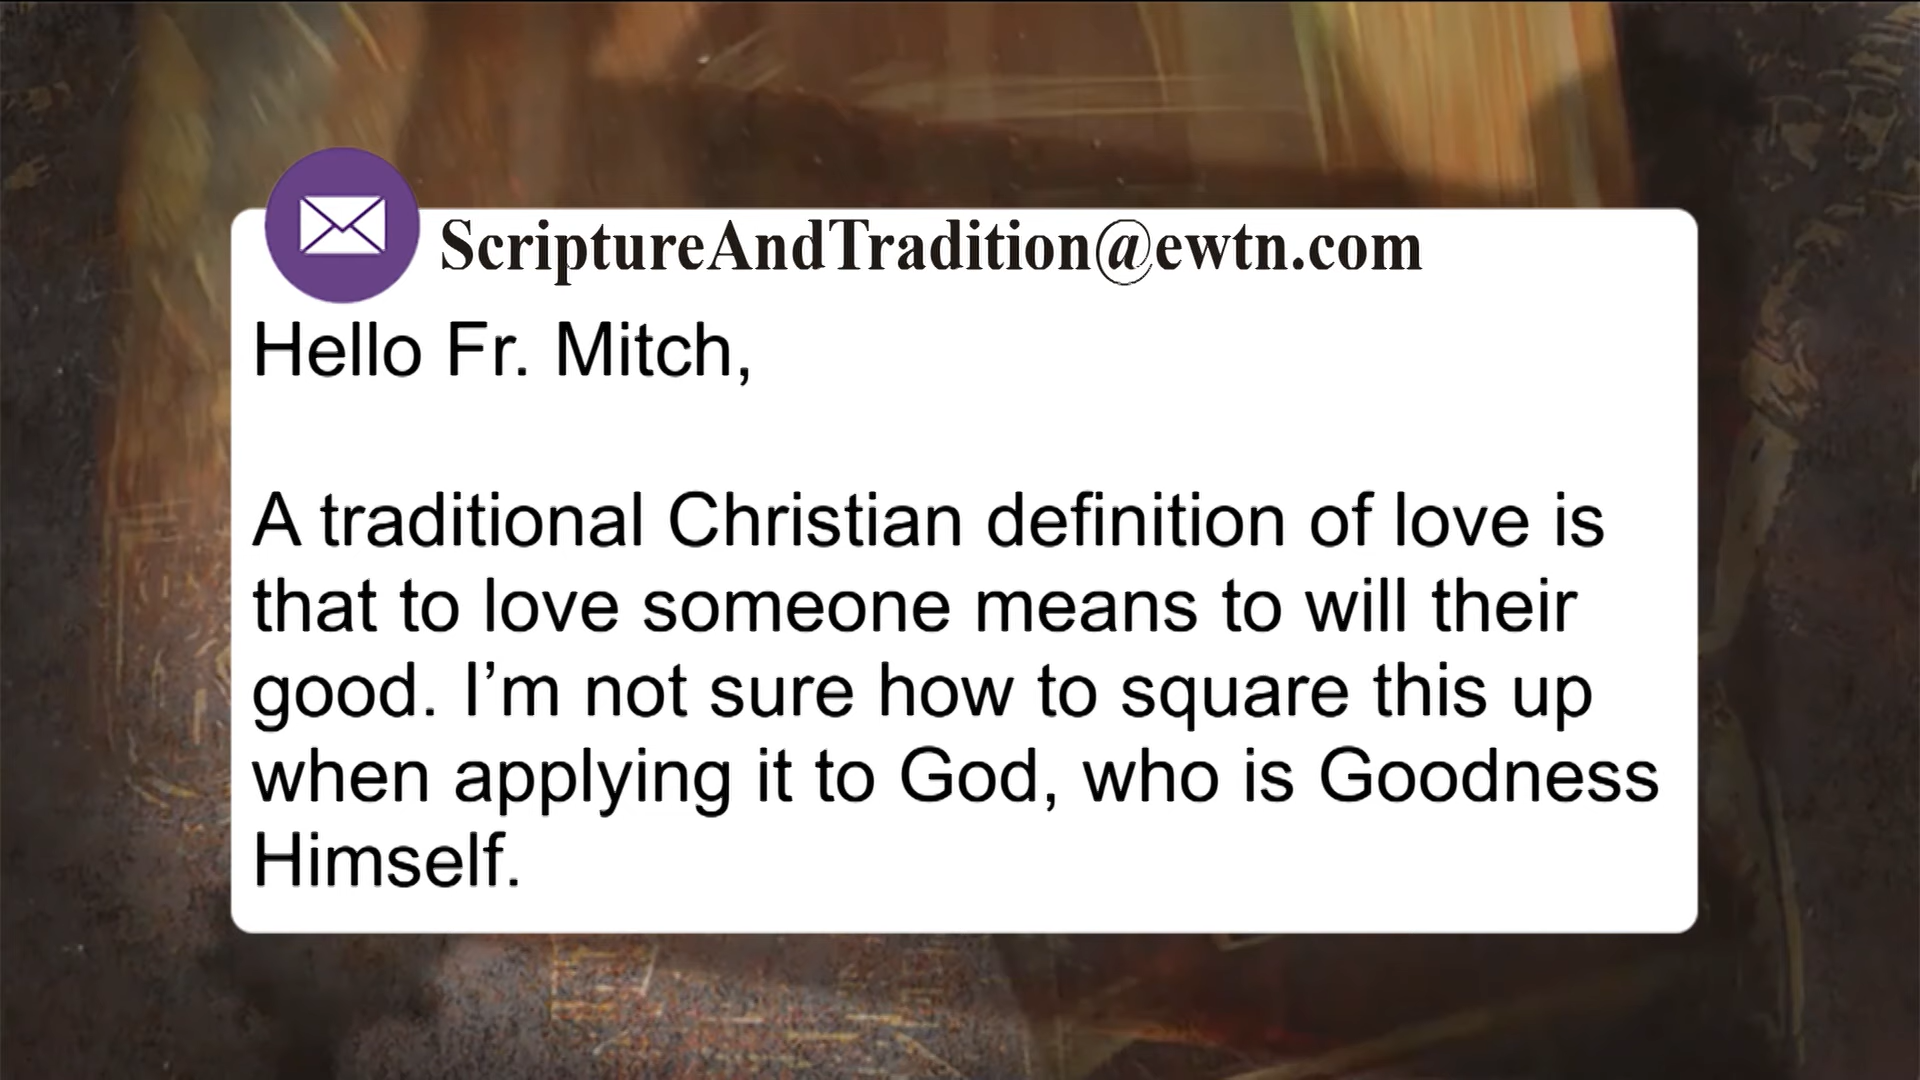 ScriptureAndTradition@ewtn.com
Hello Fr. Mitch,
A traditional Christian definition of love is
that to love someone means to will their
good. I’m not sure how to square this up
when applying it to God, who is Goodness
Himself.